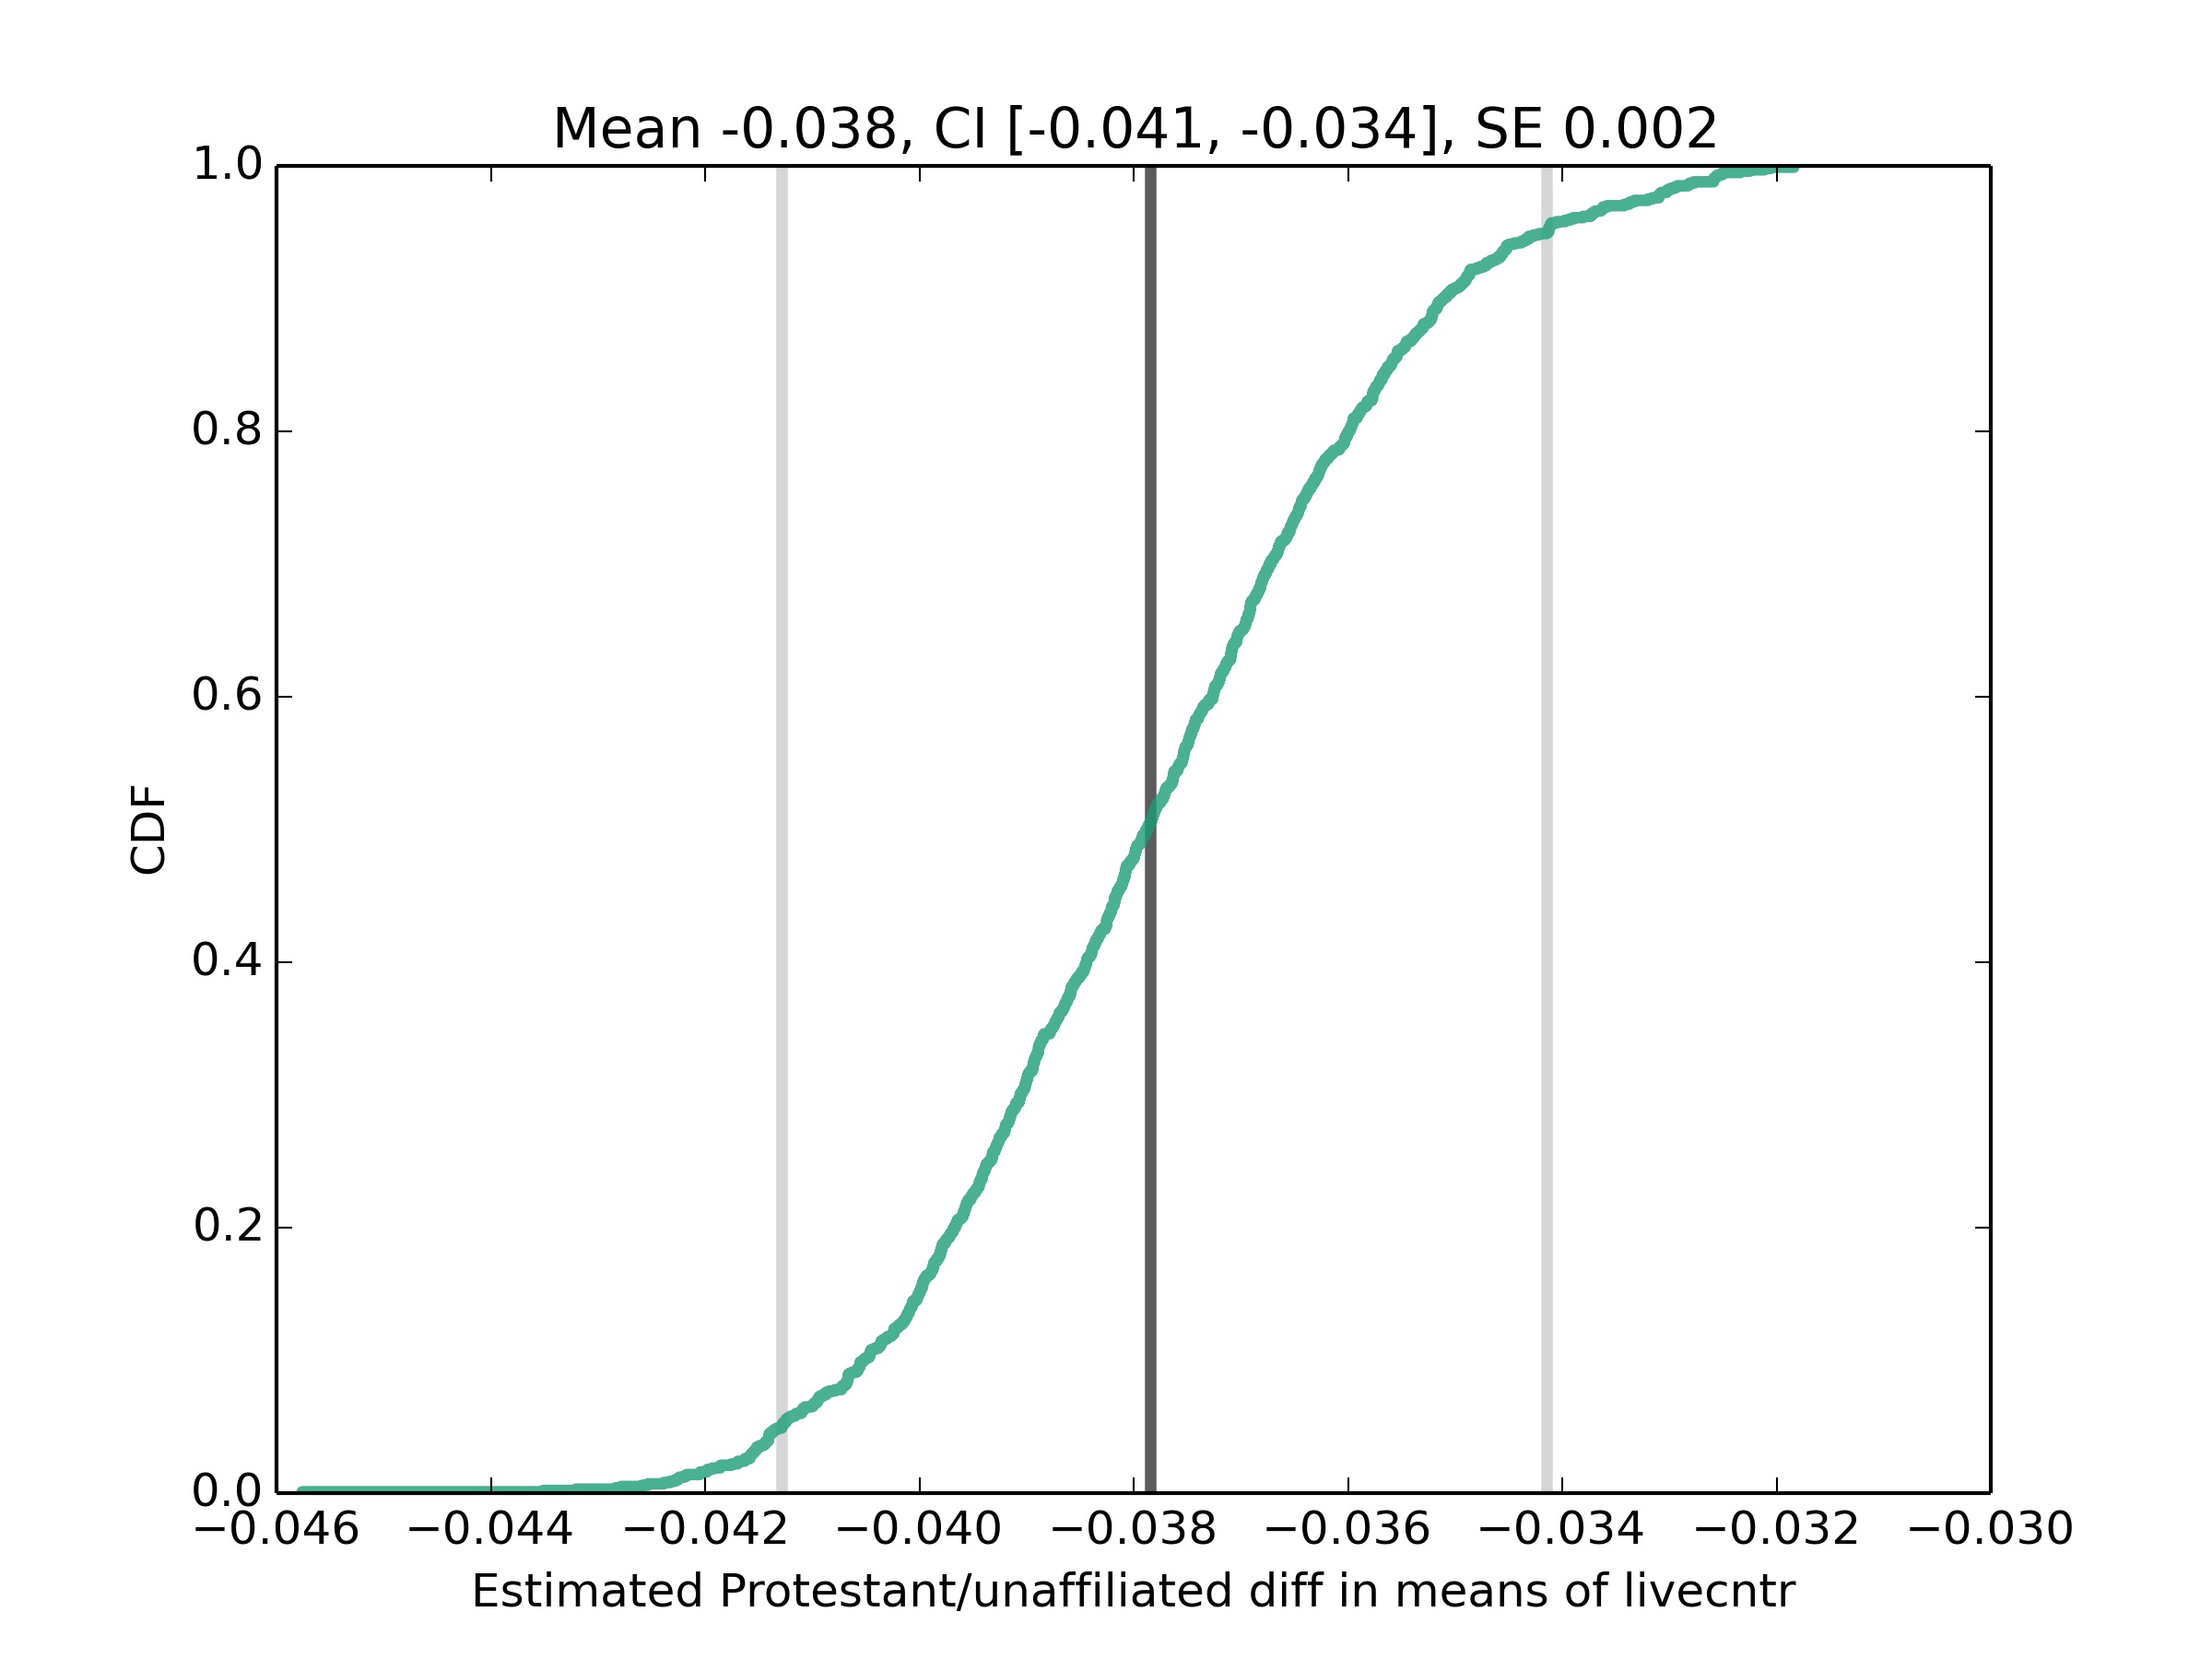 Mean -0.038, CI [-0.041, -0.034], SE 0.002
1.0
0.8
0.6
0.4
0.2
0.0
CDF
−0.046 −0.044 −0.042 −0.040 −0.038 −0.036 −0.034 −0.032 −0.030
Estimated Protestant/unaffiliated diff in means of livecntr